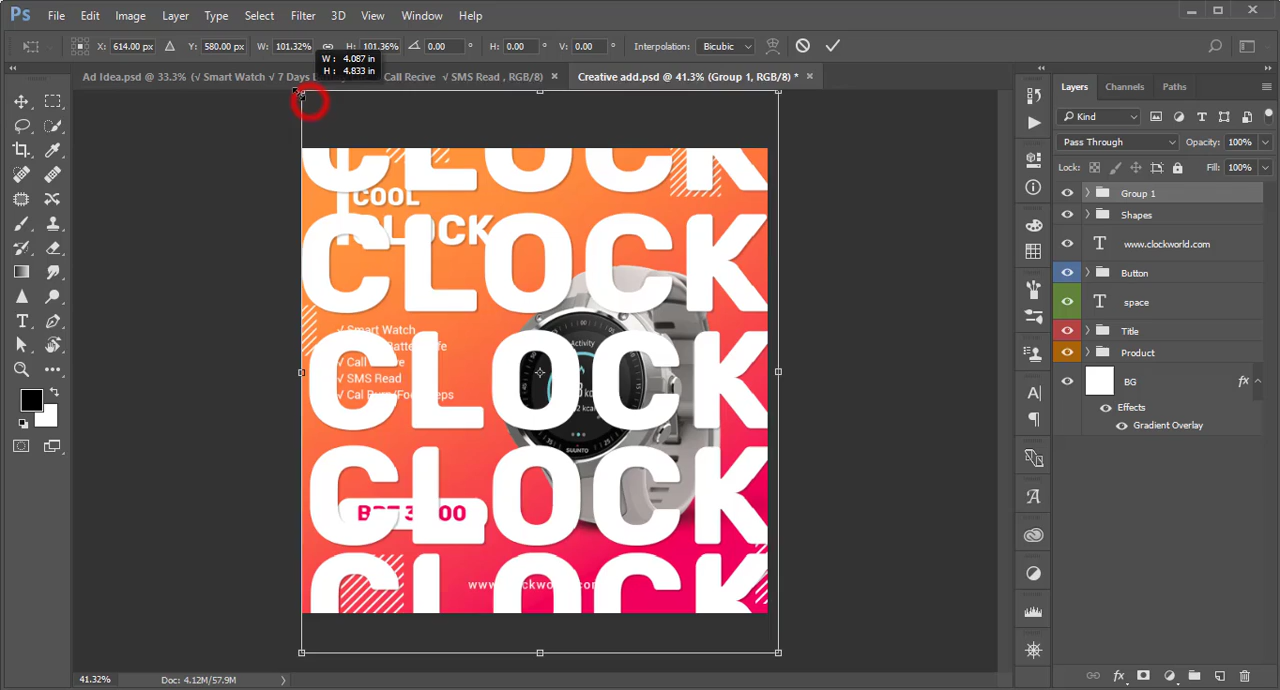 Ps File Edit Image Layer Type Select Filter 3D View Window Help
X: 614.00 px Y: 580.00 px W: 101.32% H: 101.36% 0.00 ° H: 0.00 ° V: 0.00 ° Interpolation: Bicubic
W: 4.087 in
H: 4.833 in
Ad Idea.psd @ 33.3% (√ Smart Watch √ 7 Days Call Recive √ SMS Read , RGB/8) × Creative add.psd @ 41.3% (Group 1, RGB/8) * ×
Layers Channels Paths
Kind
Pass Through Opacity: 100%
Lock: Fill: 100%
Group 1
Shapes
www.clockworld.com
Button
space
Title
Product
BG fx
Effects
Gradient Overlay
CLOCK
COOL
CLOCK
CLOCK
√ Smart Watch
√ SMS Read
CLOCK
Activity
SUUNTO
CLOCK
CLOCK
41.32% Doc: 4.12M/57.9M